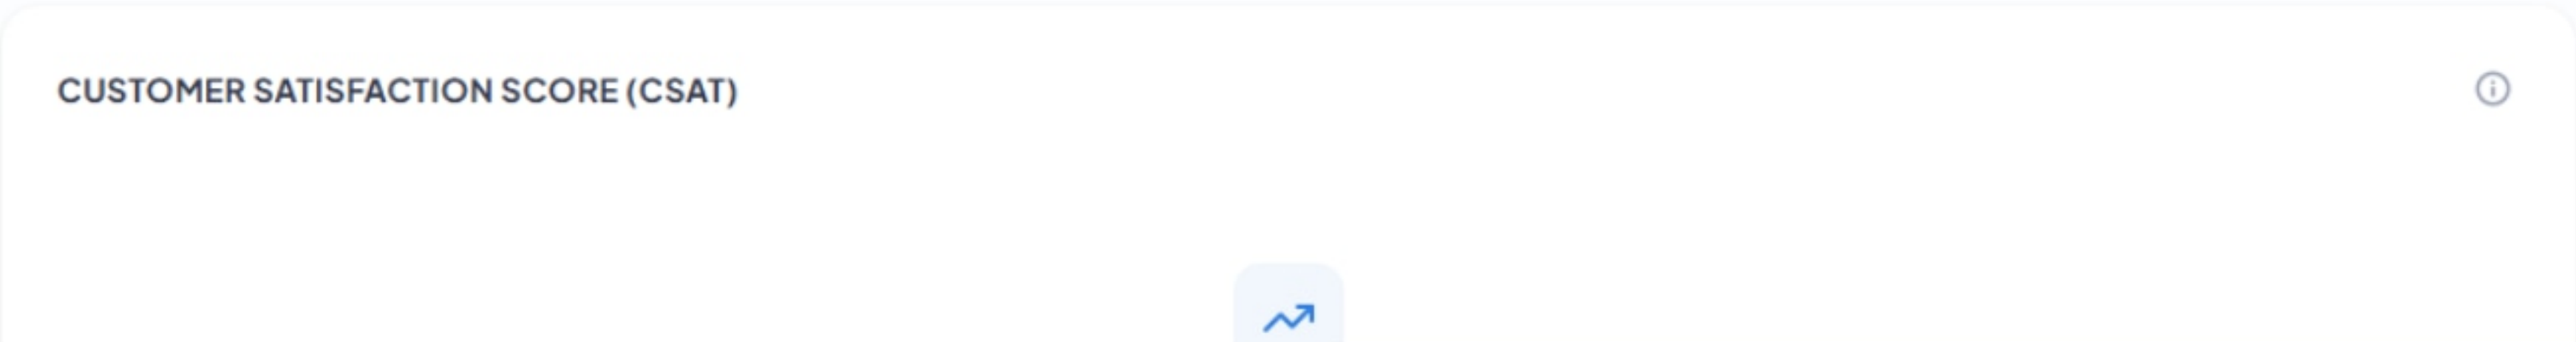 CUSTOMER SATISFACTION SCORE (CSAT)